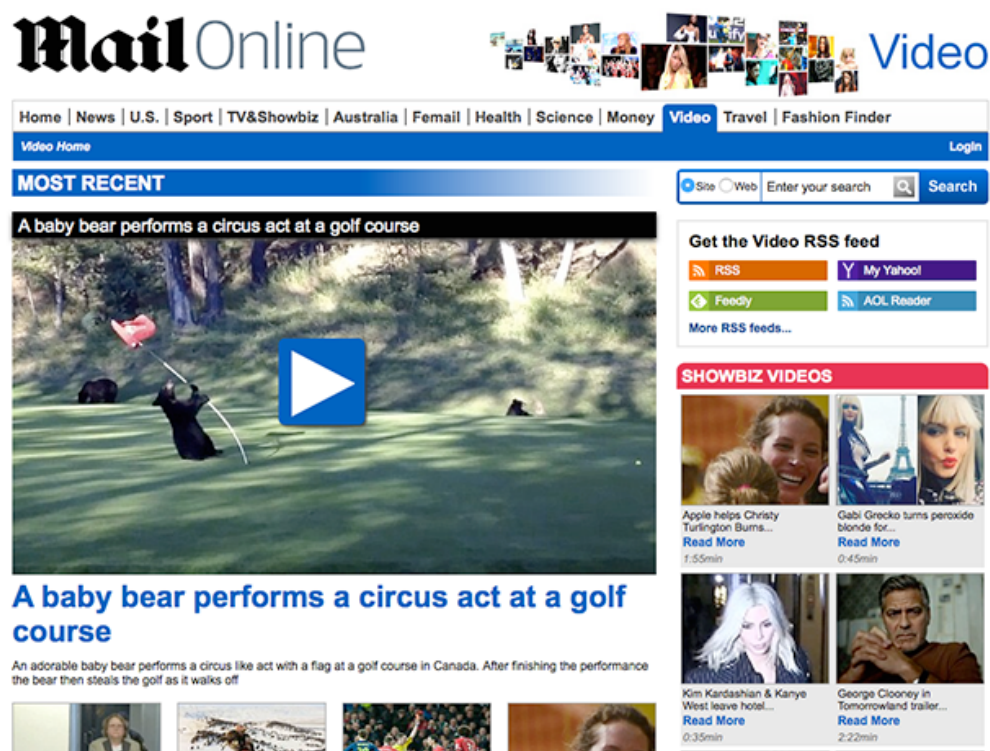 Mail Online
Video
Home | News | U.S. | Sport | TV&Showbiz | Australia | Femail | Health | Science | Money | Video | Travel | Fashion Finder
Video Home
Login
MOST RECENT
Site Web Enter your search Search
A baby bear performs a circus act at a golf course
Get the Video RSS feed
RSS
My Yahoo!
Feedly
AOL Reader
More RSS feeds...
SHOWBIZ VIDEOS
Apple helps Christy
Turlington Burns...
Read More
1:55min
Gabi Grecko turns peroxide
blonde for...
Read More
0:45min
A baby bear performs a circus act at a golf
course
An adorable baby bear performs a circus like act with a flag at a golf course in Canada. After finishing the performance
the bear then steals the golf as it walks off
Kim Kardashian & Kanye
West leave hotel...
Read More
0:35min
George Clooney in
Tomorrowland trailer...
Read More
2:22min